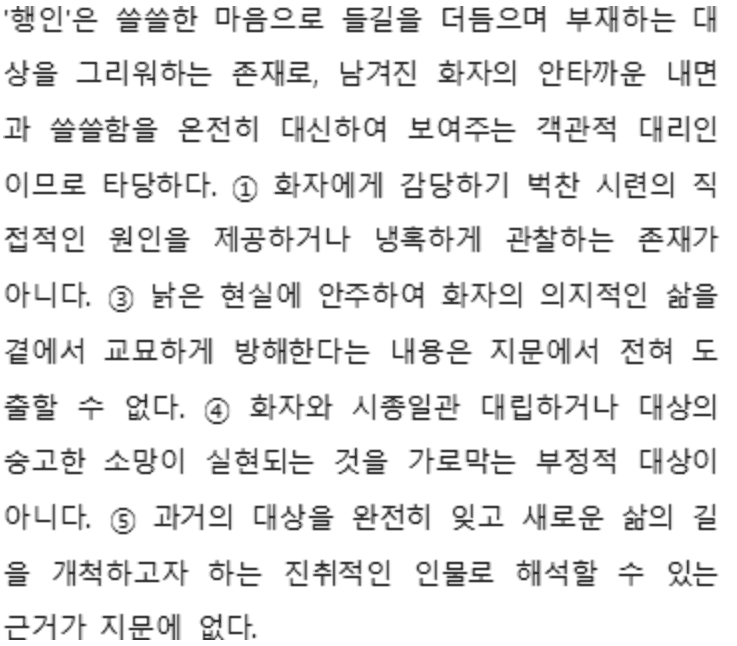 '행인'은 쓸쓸한 마음으로 들길을 더듬으며 부재하는 대
상을 그리워하는 존재로, 남겨진 화자의 안타까운 내면
과 쓸쓸함을 온전히 대신하여 보여주는 객관적 대리인
이므로 타당하다. ① 화자에게 감당하기 벅찬 시련의 직
접적인 원인을 제공하거나 냉혹하게 관찰하는 존재가
아니다. ③ 낡은 현실에 안주하여 화자의 의지적인 삶을
곁에서 교묘하게 방해한다는 내용은 지문에서 전혀 도
출할 수 없다. ④ 화자와 시종일관 대립하거나 대상의
숭고한 소망이 실현되는 것을 가로막는 부정적 대상이
아니다. ⑤ 과거의 대상을 완전히 잊고 새로운 삶의 길
을 개척하고자 하는 진취적인 인물로 해석할 수 있는
근거가 지문에 없다.